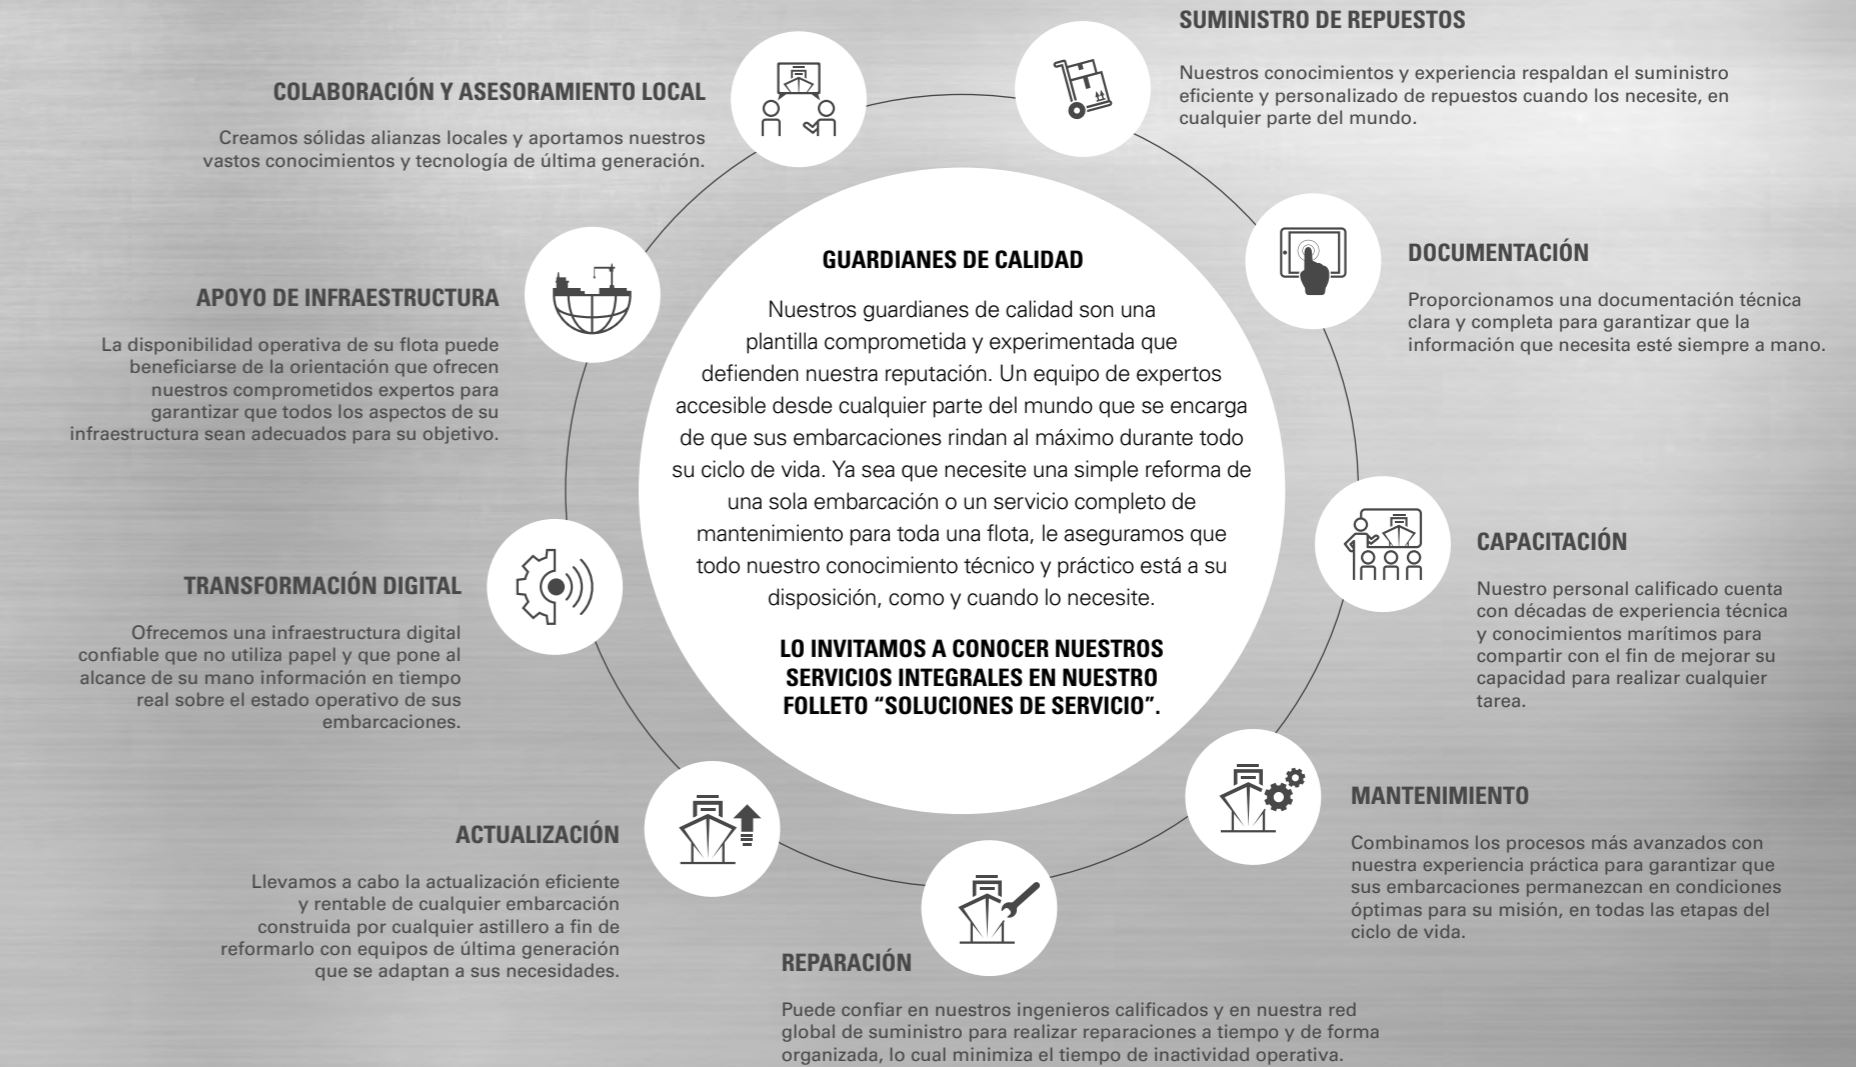 SUMINISTRO DE REPUESTOS
Nuestros conocimientos y experiencia respaldan el suministro
eficiente y personalizado de repuestos cuando los necesite, en
cualquier parte del mundo.
COLABORACIÓN Y ASESORAMIENTO LOCAL
Creamos sólidas alianzas locales y aportamos nuestros
vastos conocimientos y tecnología de última generación.
DOCUMENTACIÓN
Proporcionamos una documentación técnica
clara y completa para garantizar que la
información que necesita esté siempre a mano.
APOYO DE INFRAESTRUCTURA
La disponibilidad operativa de su flota puede
beneficiarse de la orientación que ofrecen
nuestros comprometidos expertos para
garantizar que todos los aspectos de su
infraestructura sean adecuados para su objetivo.
GUARDIANES DE CALIDAD
Nuestros guardianes de calidad son una
plantilla comprometida y experimentada que
defienden nuestra reputación. Un equipo de expertos
accesible desde cualquier parte del mundo que se encarga
de que sus embarcaciones rindan al máximo durante todo
su ciclo de vida. Ya sea que necesite una simple reforma de
una sola embarcación o un servicio completo de
mantenimiento para toda una flota, le aseguramos que
todo nuestro conocimiento técnico y práctico está a su
disposición, como y cuando lo necesite.
LO INVITAMOS A CONOCER NUESTROS
SERVICIOS INTEGRALES EN NUESTRO
FOLLETO “SOLUCIONES DE SERVICIO”.
CAPACITACIÓN
Nuestro personal calificado cuenta
con décadas de experiencia técnica
y conocimientos marítimos para
compartir con el fin de mejorar su
capacidad para realizar cualquier
tarea.
TRANSFORMACIÓN DIGITAL
Ofrecemos una infraestructura digital
confiable que no utiliza papel y que pone al
alcance de su mano información en tiempo
real sobre el estado operativo de sus
embarcaciones.
MANTENIMIENTO
Combinamos los procesos más avanzados con
nuestra experiencia práctica para garantizar que
sus embarcaciones permanezcan en condiciones
óptimas para su misión, en todas las etapas del
ciclo de vida.
ACTUALIZACIÓN
Llevamos a cabo la actualización eficiente
y rentable de cualquier embarcación
construida por cualquier astillero a fin de
reformarlo con equipos de última generación
que se adaptan a sus necesidades.
REPARACIÓN
Puede confiar en nuestros ingenieros calificados y en nuestra red
global de suministro para realizar reparaciones a tiempo y de forma
organizada, lo cual minimiza el tiempo de inactividad operativa.